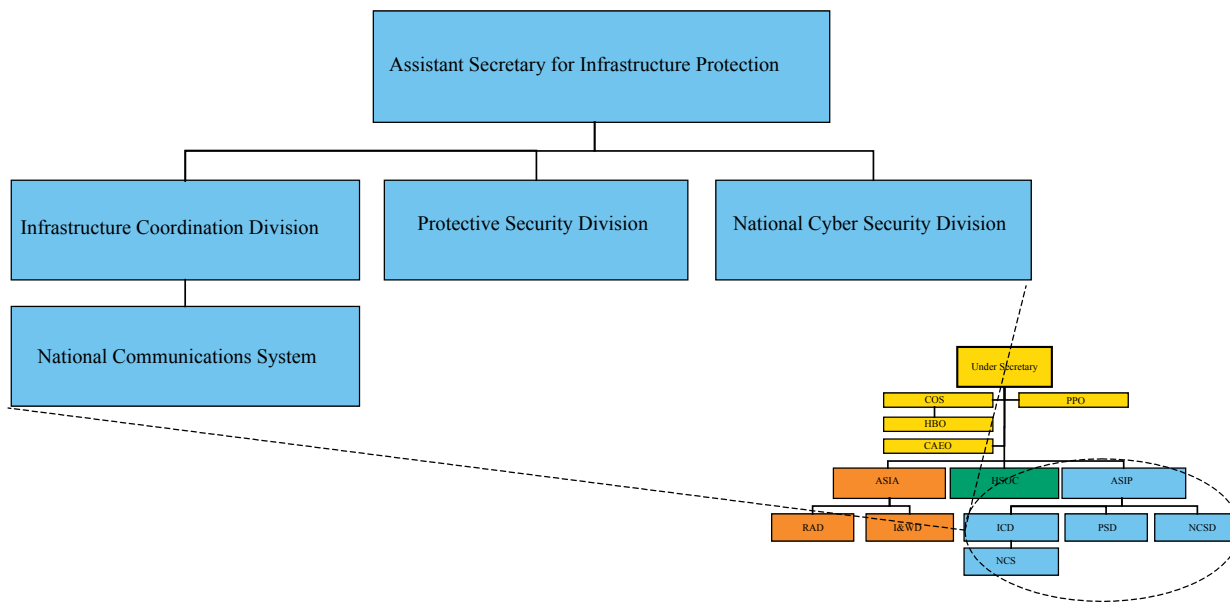 Assistant Secretary for Infrastructure Protection
Infrastructure Coordination Division
Protective Security Division
National Cyber Security Division
National Communications System
Under Secretary
COS
PPO
HBO
CAEO
ASIA
HSOC
ASIP
RAD
I&WD
ICD
PSD
NCSD
NCS